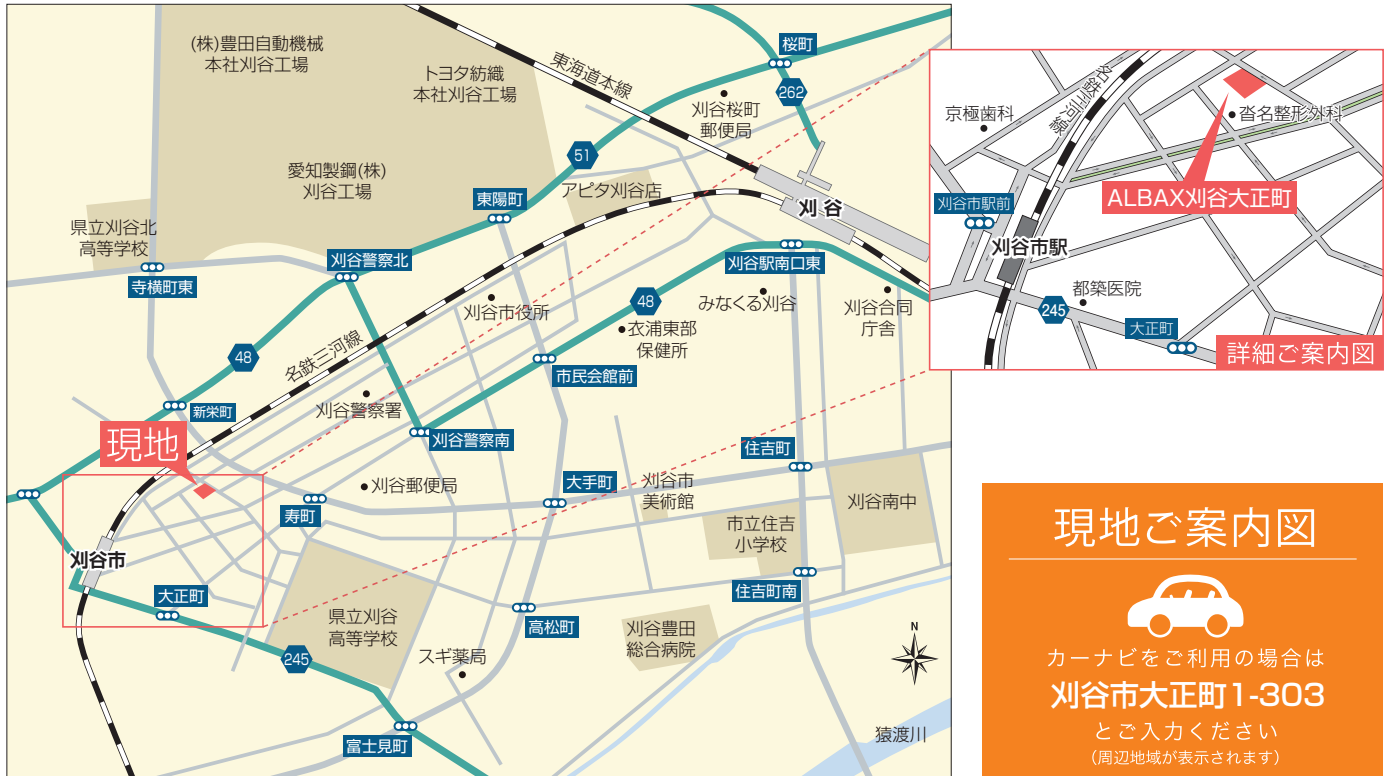 (株)豊田自動機械
本社刈谷工場
トヨタ紡織
本社刈谷工場
東海道本線
桜町
262
刈谷桜町
郵便局
51
愛知製鋼(株)
刈谷工場
東陽町
アピタ刈谷店
刈谷
県立刈谷北
高等学校
刈谷警察北
刈谷駅南口東
寺横町東
刈谷市役所
48
みなくる刈谷
刈谷合同
庁舎
衣浦東部
保健所
48
名鉄三河線
市民会館前
刈谷警察署
新栄町
刈谷警察南
現地
住吉町
刈谷郵便局
大手町
刈谷市
美術館
刈谷南中
寿町
市立住吉
小学校
刈谷市
大正町
住吉町南
県立刈谷
高等学校
高松町
刈谷豊田
総合病院
245
スギ薬局
N
富士見町
猿渡川
名鉄三河線
京極歯科
沓名整形外科
ALBAX刈谷大正町
刈谷市駅前
刈谷市駅
都築医院
245
大正町
詳細ご案内図
現地ご案内図
カーナビをご利用の場合は
刈谷市大正町1-303
とご入力ください
(周辺地域が表示されます)